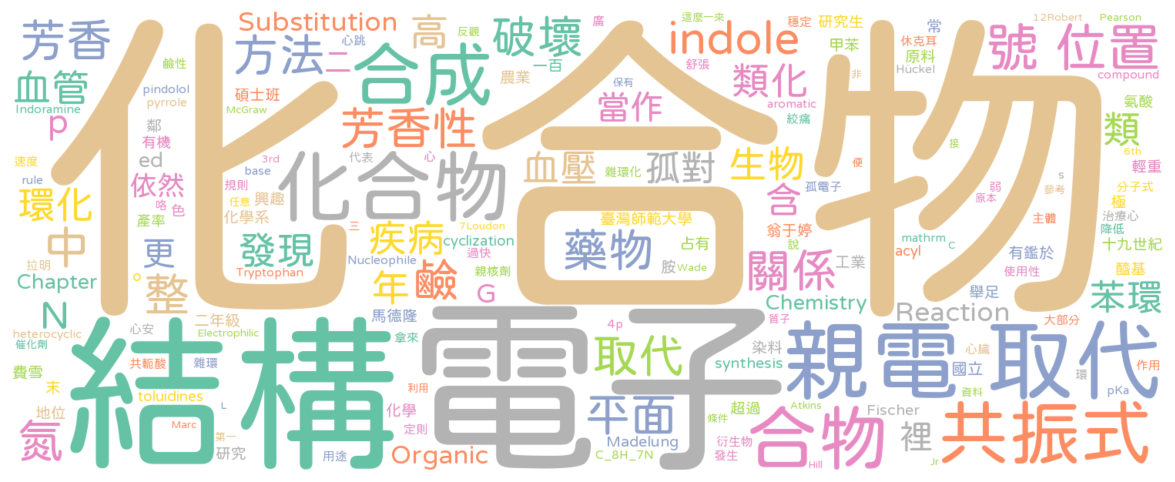 化合物
結構
電子
化合物
芳香
血管
Indoramine
p
ed
鄰
有機
pyrrole
pindolol
鹼性
心跳
Substitution
方法
二
合成
高
反觀
破壞
農業
一百
保有
indole
舒張
廣
這麼一來
穩定
研究生
甲苯
常
休克耳
原料
Hückel
12Robert
Pearson
號
位置
compound
碩士班
McGraw
芳香性
當作
類化
aromatic
絞痛
非
類
氨酸
6th
速度
rule
環化
依然
咯
色
產率
3rd
base
規則
任意
興趣
化學系
代表
心
血壓
雜環化
孤對
生物
含
孤電子
接
s
弱
原本
便
參考
輕重
分子式
極
治療心
降低
中
拉明
更
整
發現
三
Tryptophan
疾病
7Loudon
cyclization
過快
Nucleophile
親核劑
藥物
臺灣師範大學
占有
胺
Wade
翁于婷
說
關係
工業
mathrm
C
acyl
主體
有鑑於
使用性
十九世紀
醯基
Chapter
N
heterocyclic
催化劑
心安
二年級
Electrophilic
年
鹼
G
馬德隆
拿來
4p
取代
染料
synthesis
Chemistry
質子
Reaction
舉足
大部分
苯環
費雪
末
共軛酸
雜環
toluidines
L
地位
氮
Marc
第一
研究
用途
利用
化學
定則
Organic
平面
Madelung
C_8H_7N
條件
超過
Atkins
衍生物
發生
Hill
合物
Fischer
裡
Jr
親電
取代
心臟
國立
環
資料
pKa
作用
共振式